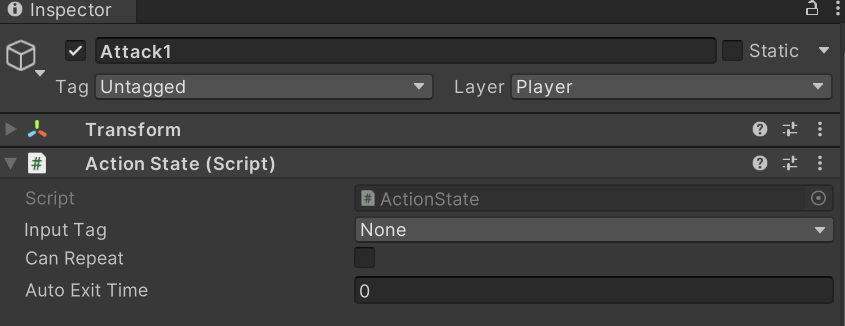 Inspector
Attack1 Static
Tag Untagged Layer Player
Transform
# Action State (Script)
Script # ActionState
Input Tag None
Can Repeat
Auto Exit Time 0